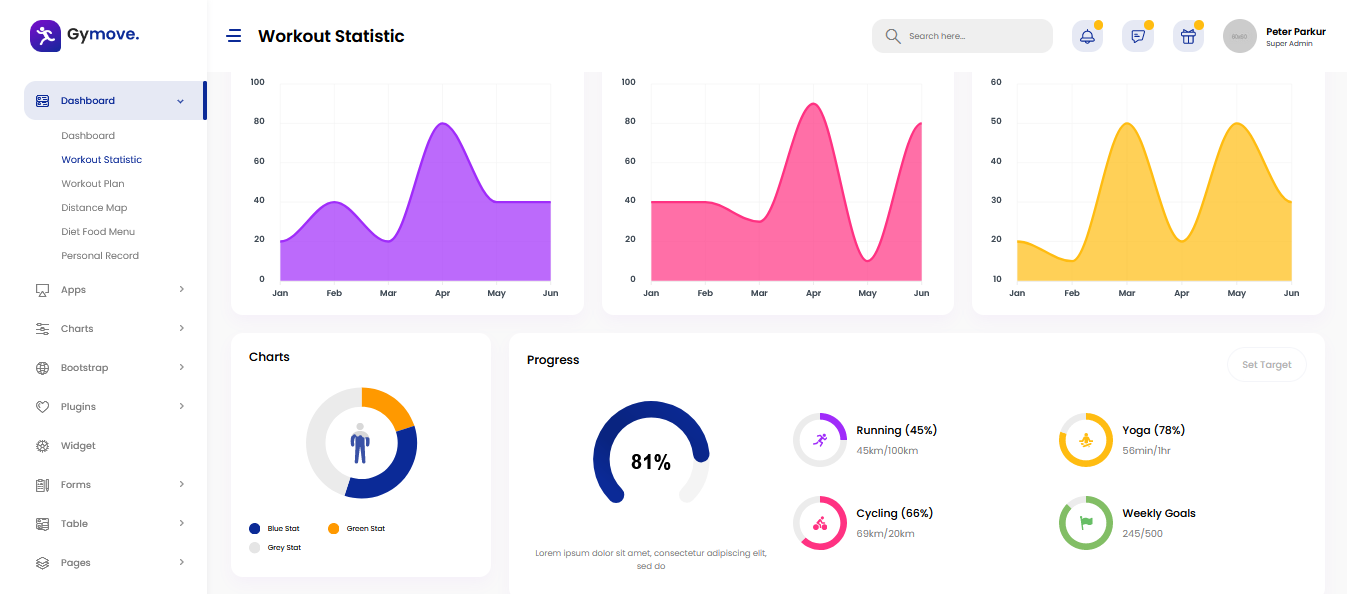 Gymove.
Workout Statistic
Search here...
Peter Parkur
Super Admin
Dashboard
Dashboard
Workout Statistic
Workout Plan
Distance Map
Diet Food Menu
Personal Record
Apps
Charts
Bootstrap
Plugins
Widget
Forms
Table
Pages
100
80
60
40
20
0
Jan Feb Mar Apr May Jun
100
80
60
40
20
0
Jan Feb Mar Apr May Jun
60
50
40
30
20
10
Jan Feb Mar Apr May Jun
Charts
Blue Stat Green Stat
Grey Stat
Progress
Set Target
81%
Lorem ipsum dolor sit amet, consectetur adipiscing elit,
sed do
Running (45%)
45km/100km
Yoga (78%)
56min/1hr
Cycling (66%)
69km/20km
Weekly Goals
245/500